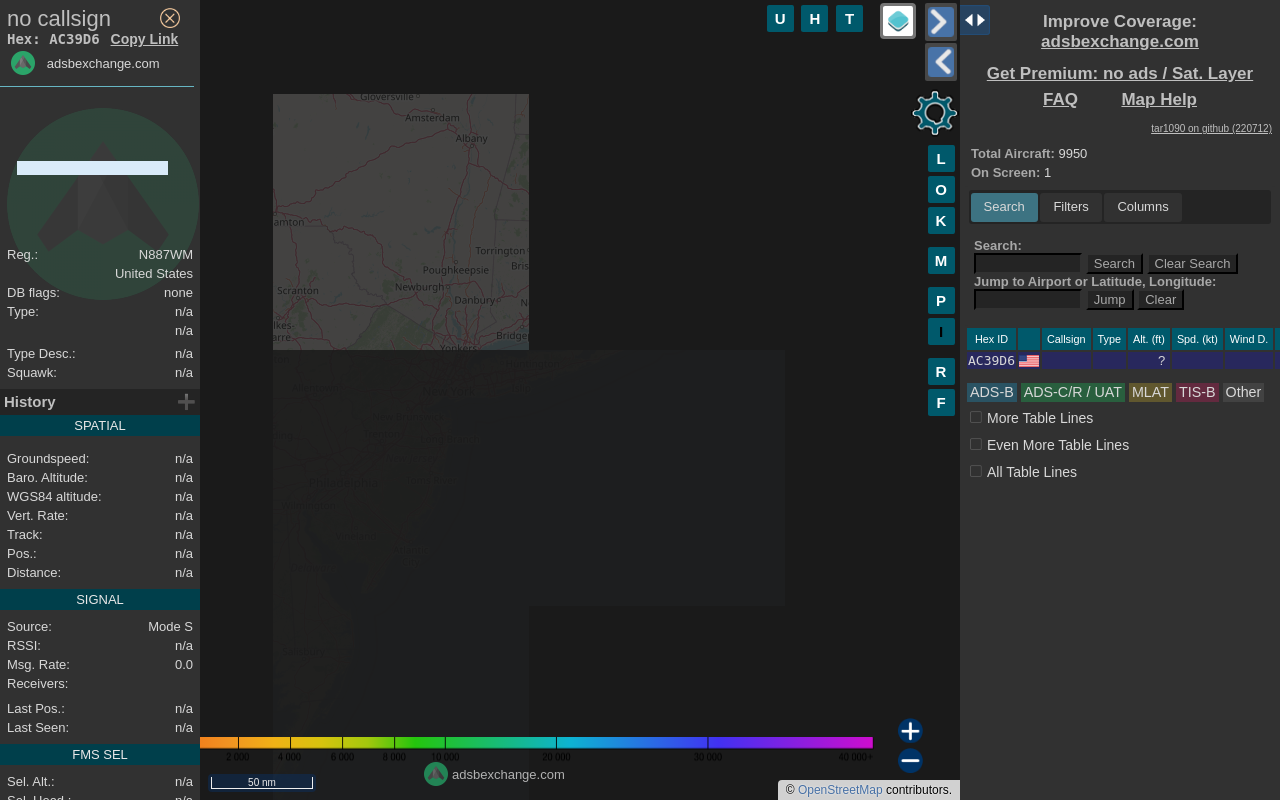 no callsign
Hex: AC39D6 Copy Link
adsbexchange.com
Reg.: N887WM
United States
DB flags: none
Type: n/a
n/a
Type Desc.: n/a
Squawk: n/a
History
SPATIAL
Groundspeed: n/a
Baro. Altitude: n/a
WGS84 altitude: n/a
Vert. Rate: n/a
Track: n/a
Pos.: n/a
Distance: n/a
SIGNAL
Source: Mode S
RSSI: n/a
Msg. Rate: 0.0
Receivers:
Last Pos.: n/a
Last Seen: n/a
FMS SEL
Sel. Alt.: n/a
Sel. Head.: n/a
U H T
L
O
K
M
P
I
R
F
Gloversville
Amsterdam
Albany
amton
Torrington
Bris
Poughkeepsie
Scranton
Newburgh
Danbury
N
lkes-
arre
Bridge
Yonkers
Philadelphia
2 000 4 000 6 000 8 000 10 000 20 000 30 000 40 000+
adsbexchange.com
50 nm
© OpenStreetMap contributors.
Improve Coverage:
adsbexchange.com
Get Premium: no ads / Sat. Layer
FAQ Map Help
tar1090 on github (220712)
Total Aircraft: 9950
On Screen: 1
Search Filters Columns
Search:
Search Clear Search
Jump to Airport or Latitude, Longitude:
Jump Clear
Hex ID Callsign Type Alt. (ft) Spd. (kt) Wind D.
AC39D6 ?
ADS-B ADS-C/R / UAT MLAT TIS-B Other
More Table Lines
Even More Table Lines
All Table Lines